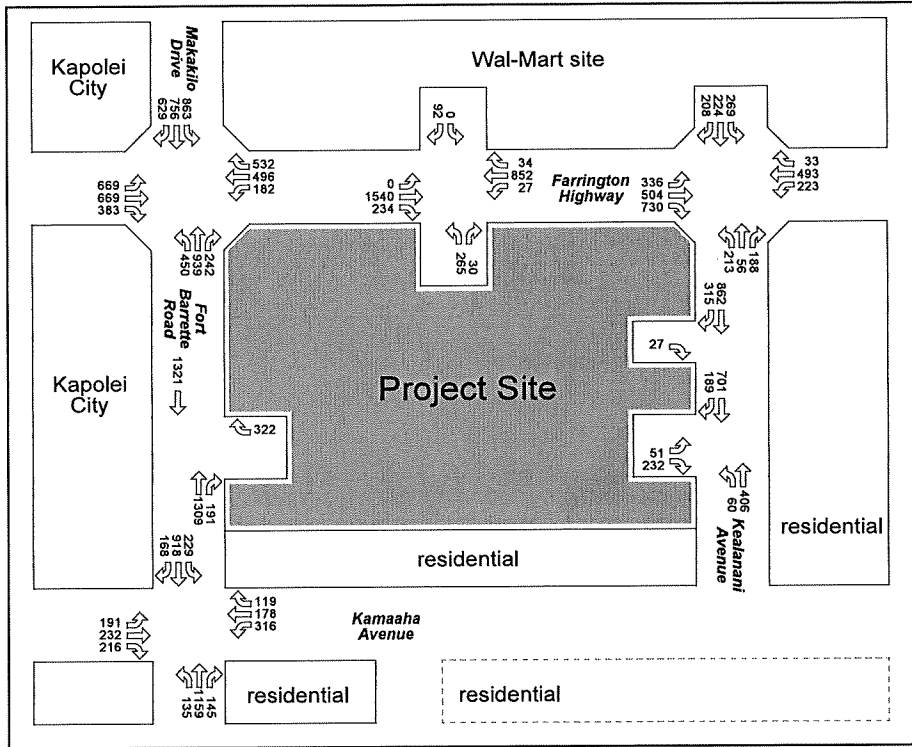 Kapolei
City
Makakilo
Drive
Wal-Mart site
629
756
863
92
0
208
224
269
532
496
182
34
852
27
33
493
223
669
669
383
0
1540
234
Farrington
Highway
336
504
730
450
939
242
265
30
213
56
188
Fort
Barrette
Road
315
862
27
1321
Kapolei
City
Project Site
189
701
322
51
232
1309
191
60
406
Kealanani
Avenue
residential
168
918
229
residential
119
178
316
Kamaaha
Avenue
191
232
216
135
1159
145
residential
residential